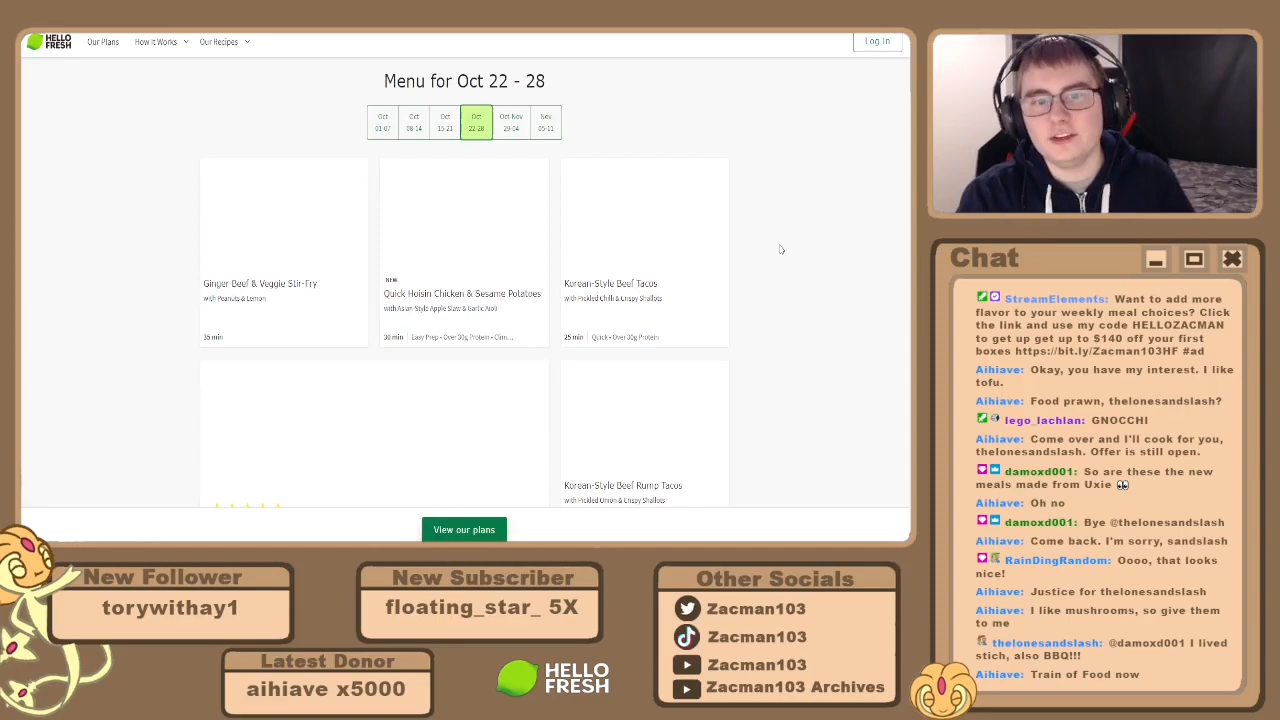 HELLO FRESH
Our Plans
How It Works
Our Recipes
Log In
Menu for Oct 22 - 28
Oct 01-07
Oct 08-14
Oct 15-21
Oct 22-28
Oct-Nov 29-04
Nov 05-11
Ginger Beef & Veggie Stir-Fry
with Peanuts & Lemon
35 min
NEW
Quick Hoisin Chicken & Sesame Potatoes
with Asian-Style Apple Slaw & Garlic Aioli
30 min | Easy Prep • Over 30g Protein • Clim...
Korean-Style Beef Tacos
with Pickled Chilli & Crispy Shallots
25 min | Quick • Over 30g Protein
Korean-Style Beef Rump Tacos
with Pickled Onion & Crispy Shallots
View our plans
Chat
StreamElements: Want to add more
flavor to your weekly meal choices? Click
the link and use my code HELLOZACMAN
to get up get up to $140 off your first
boxes https://bit.ly/Zacman103HF #ad
Aihiave: Okay, you have my interest. I like
tofu.
Aihiave: Food prawn, thelonesandslash?
lego_lachlan: GNOCCHI
Aihiave: Come over and I'll cook for you,
thelonesandslash. Offer is still open.
damoxd001: So are these the new
meals made from Uxie 👀
Aihiave: Oh no
damoxd001: Bye @thelonesandslash
Aihiave: Come back. I'm sorry, sandslash
RainDingRandom: Oooo, that looks
nice!
Aihiave: Justice for thelonesandslash
Aihiave: I like mushrooms, so give them
to me
thelonesandslash: @damoxd001 I lived
stich, also BBQ!!!
Aihiave: Train of Food now
New Follower
torywithay1
New Subscriber
floating_star_ 5X
Latest Donor
aihiave x5000
HELLO
FRESH
Other Socials
Zacman103
Zacman103
Zacman103
Zacman103 Archives